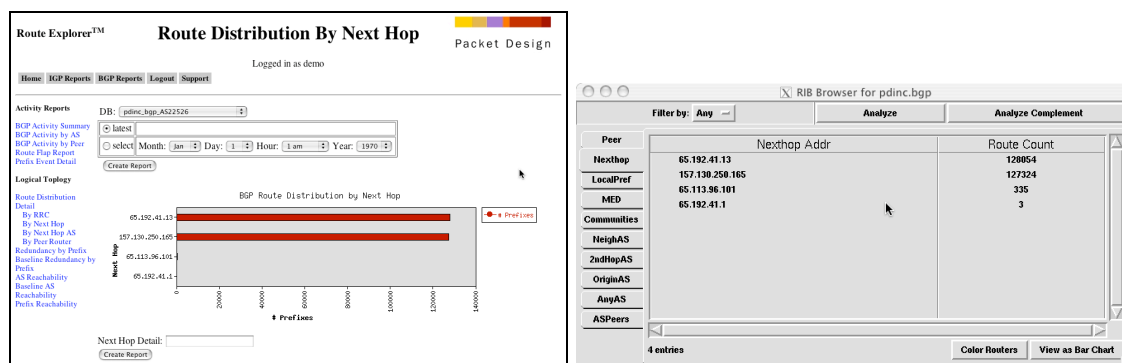 Route Explorer™
Route Distribution By Next Hop
Packet Design
Logged in as demo
Home IGP Reports BGP Reports Logout Support
Activity Reports
BGP Activity Summary
BGP Activity by AS
BGP Activity by Peer
Route Flap Report
Prefix Event Detail
Logical Toplogy
Route Distribution
Detail
By RRC
By Next Hop
By Next Hop AS
By Peer Router
Redundancy by Prefix
Baseline Redundancy by
Prefix
AS Reachability
Baseline AS
Reachability
Prefix Reachability
DB: pdinc_bgp_AS22526
latest
select Month: Jan Day: 1 Hour: 1 am Year: 1970
Create Report
BGP Route Distribution by Next Hop
# Prefixes
Next Hop
65.192.41.13
157.130.250.165
65.113.96.101
65.192.41.1
0 20000 40000 60000 80000 100000 120000 140000
# Prefixes
Next Hop Detail:
Create Report
RIB Browser for pdinc.bgp
Filter by: Any Analyze Analyze Complement
Peer
Nexthop
LocalPref
MED
Communities
NeighAS
2ndHopAS
OriginAS
AnyAS
ASPeers
Nexthop Addr Route Count
65.192.41.13 128054
157.130.250.165 127324
65.113.96.101 335
65.192.41.1 3
4 entries Color Routers View as Bar Chart